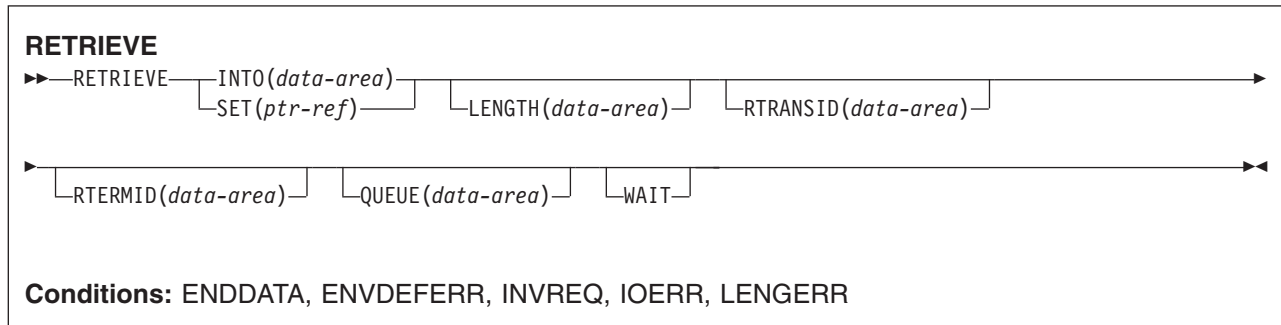 RETRIEVE
RETRIEVE INTO(data-area) LENGTH(data-area) RTRANSID(data-area)
SET(ptr-ref)
RTERMID(data-area) QUEUE(data-area) WAIT
Conditions: ENDDATA, ENVDEFERR, INVREQ, IOERR, LENGERR